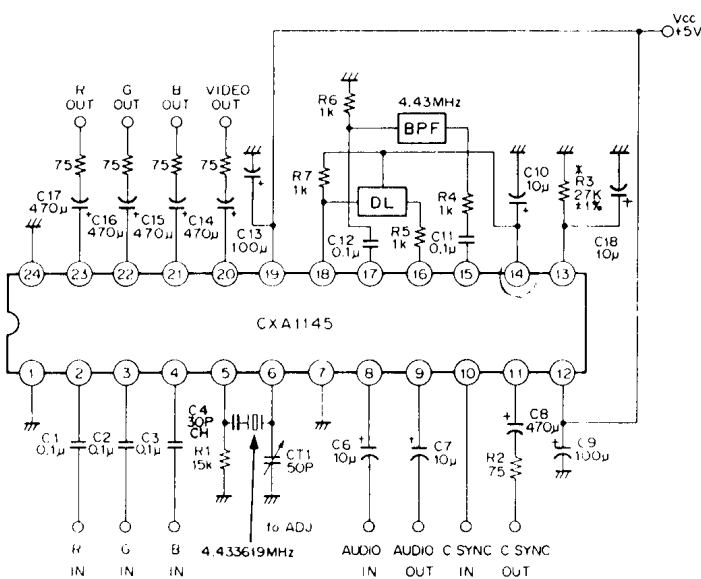 Vcc
+5V
R
OUT
G
OUT
B
OUT
VIDEO
OUT
R6
1k
4.43MHz
BPF
75
75
75
75
R7
1k
DL
R4
1k
C10
10μ
*
R3
27K
±1%
C17
470μ
C16
470μ
C15
470μ
C14
470μ
C13
100μ
C12
0.1μ
R5
1k
C11
0.1μ
C18
10μ
24
23
22
21
20
19
18
17
16
15
14
13
CXA1145
1
2
3
4
5
6
7
8
9
10
11
12
C1
0.1μ
C2
0.1μ
C3
0.1μ
C4
30P
CH
R1
15k
CT1
50P
C6
10μ
C7
10μ
C8
470μ
R2
75
C9
100μ
to ADJ
4.433619MHz
R
IN
G
IN
B
IN
AUDIO
IN
AUDIO
OUT
C SYNC
IN
C SYNC
OUT